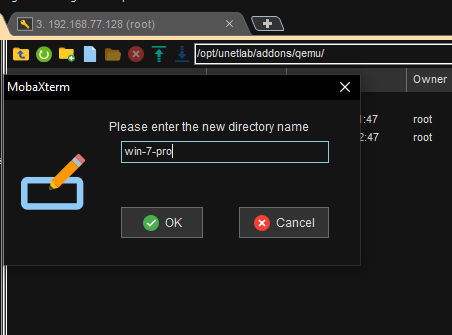 3. 192.168.77.128 (root)
/opt/unetlab/addons/qemu/
Owner
MobaXterm
Please enter the new directory name
:47 root
win-7-pro
2:47 root
OK
Cancel